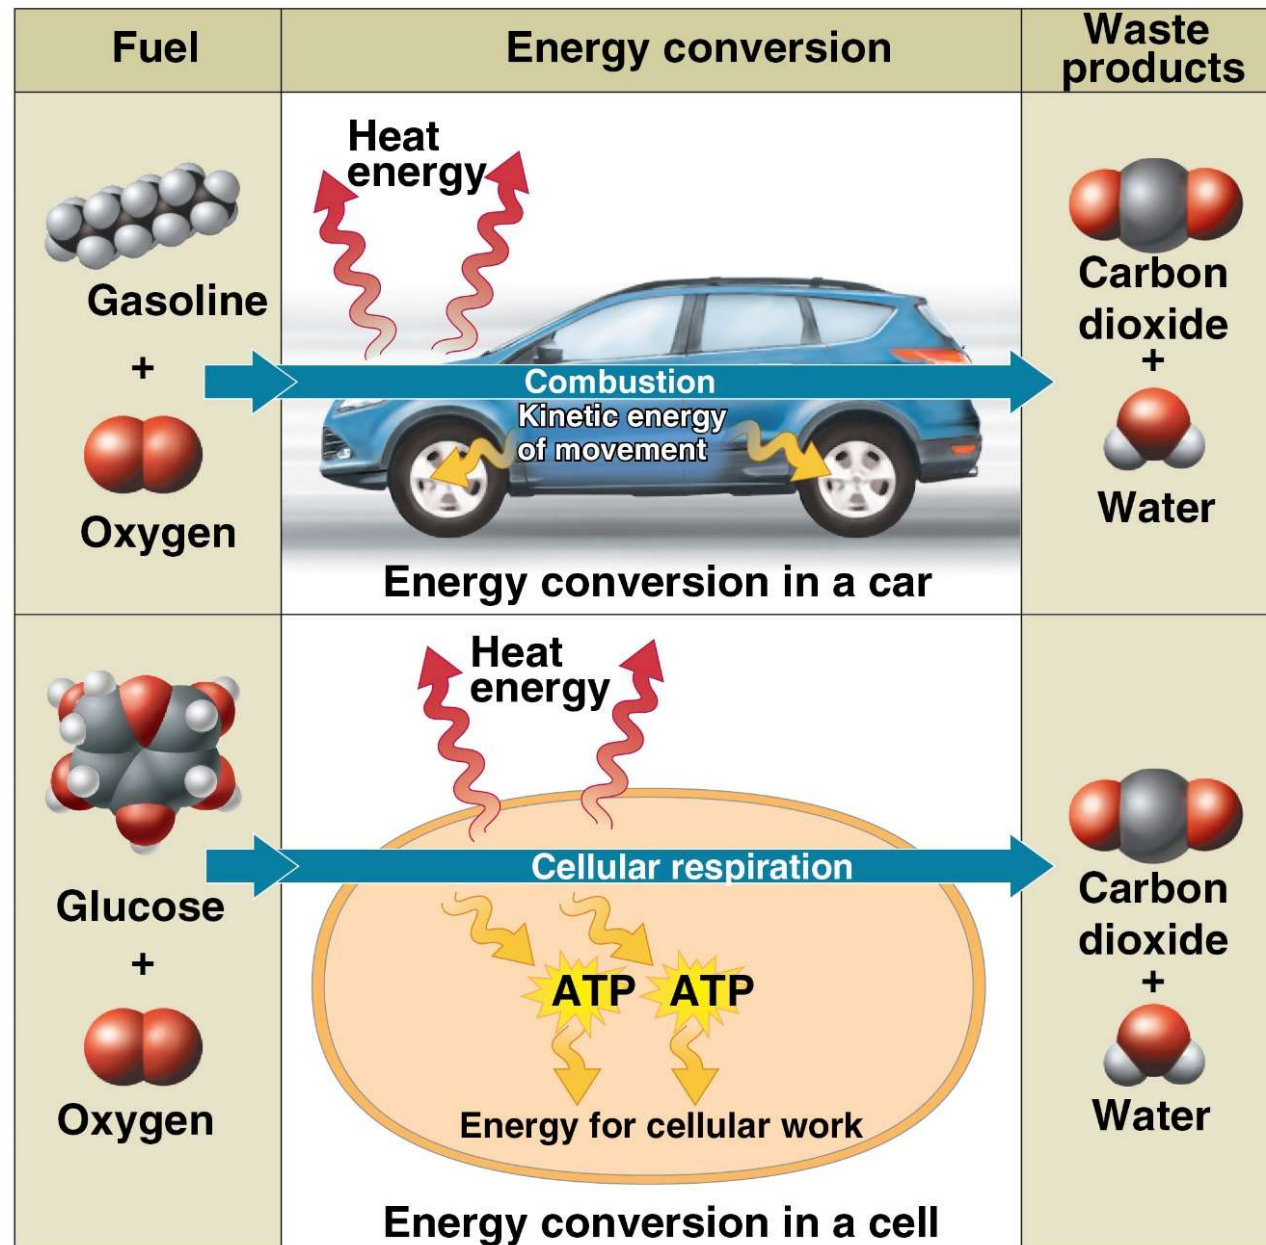 Fuel
Energy conversion
Waste
products
Heat
energy
Gasoline
+
Oxygen
Combustion
Kinetic energy
of movement
Carbon
dioxide
+
Water
Energy conversion in a car
Heat
energy
Glucose
+
Oxygen
Cellular respiration
ATP ATP
Energy for cellular work
Carbon
dioxide
+
Water
Energy conversion in a cell